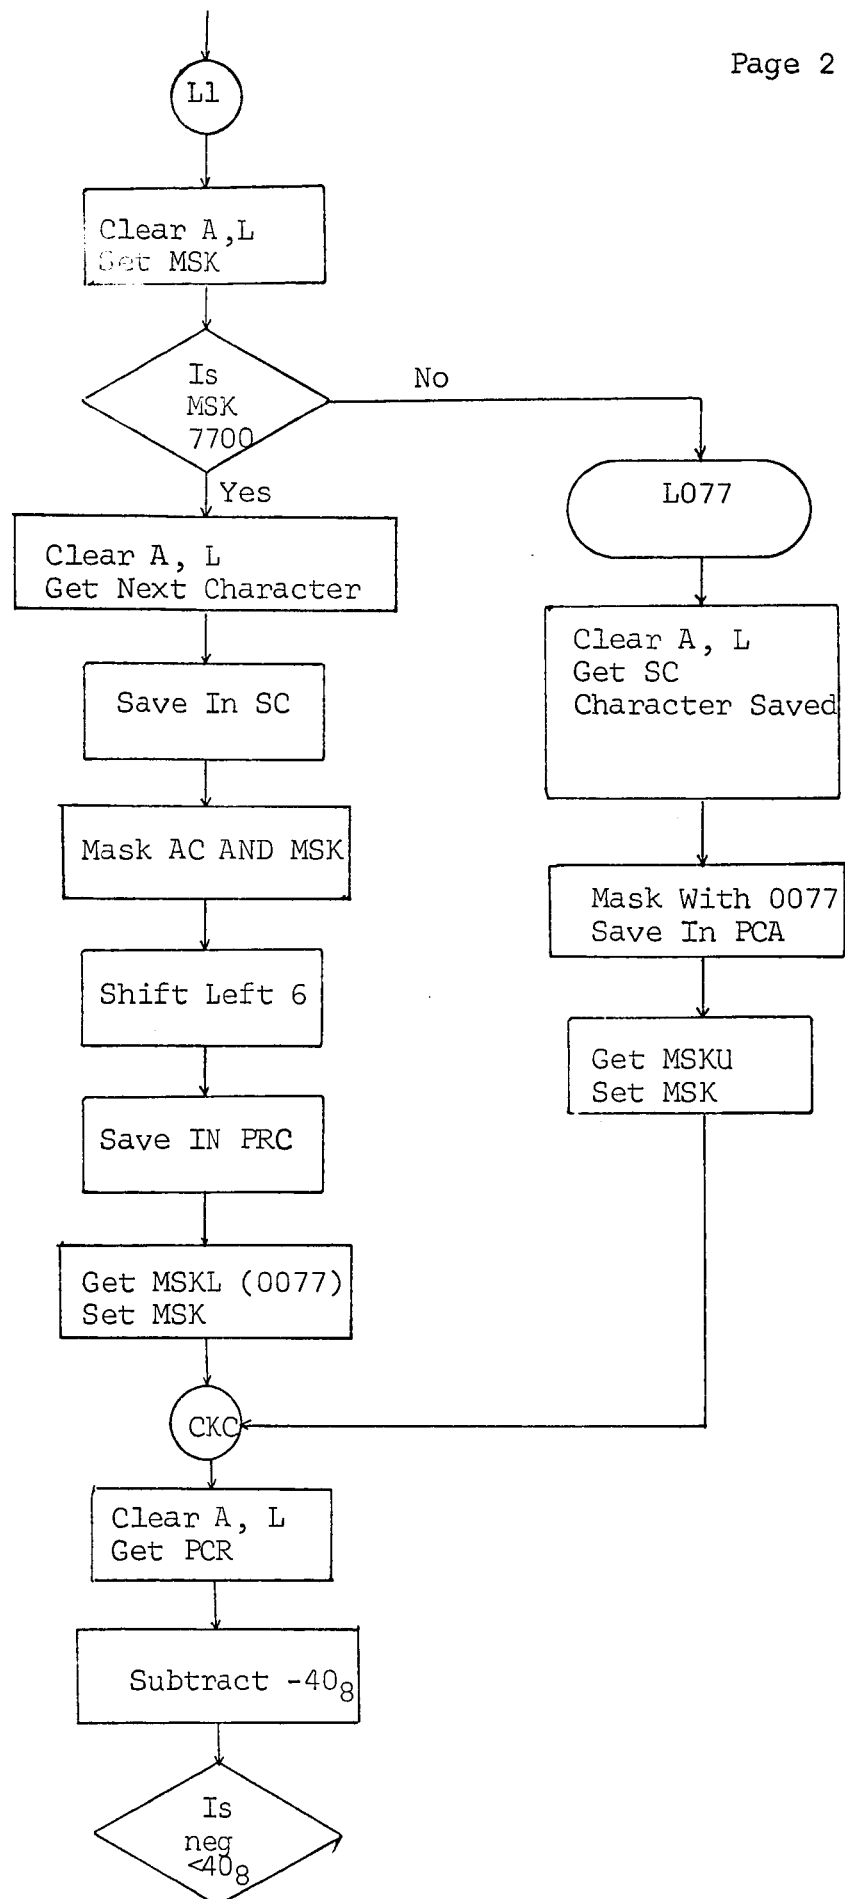 Page 2
L1
Clear A,L
Set MSK
Is
MSK
7700
No
Yes
L077
Clear A, L
Get Next Character
Clear A, L
Get SC
Character Saved
Save In SC
Mask AC AND MSK
Mask With 0077
Save In PCA
Shift Left 6
Get MSKU
Set MSK
Save IN PRC
Get MSKL (0077)
Set MSK
CKC
Clear A, L
Get PCR
Subtract -40₈
Is
neg
<40₈